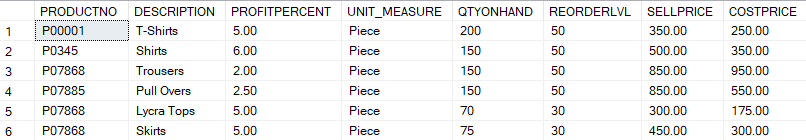 PRODUCTNO DESCRIPTION PROFITPERCENT UNIT_MEASURE QTYONHAND REORDERLVL SELLPRICE COSTPRICE
1 P00001 T-Shirts 5.00 Piece 200 50 350.00 250.00
2 P0345 Shirts 6.00 Piece 150 50 500.00 350.00
3 P07868 Trousers 2.00 Piece 150 50 850.00 950.00
4 P07885 Pull Overs 2.50 Piece 150 50 850.00 550.00
5 P07868 Lycra Tops 5.00 Piece 70 30 300.00 175.00
6 P07868 Skirts 5.00 Piece 75 30 450.00 300.00